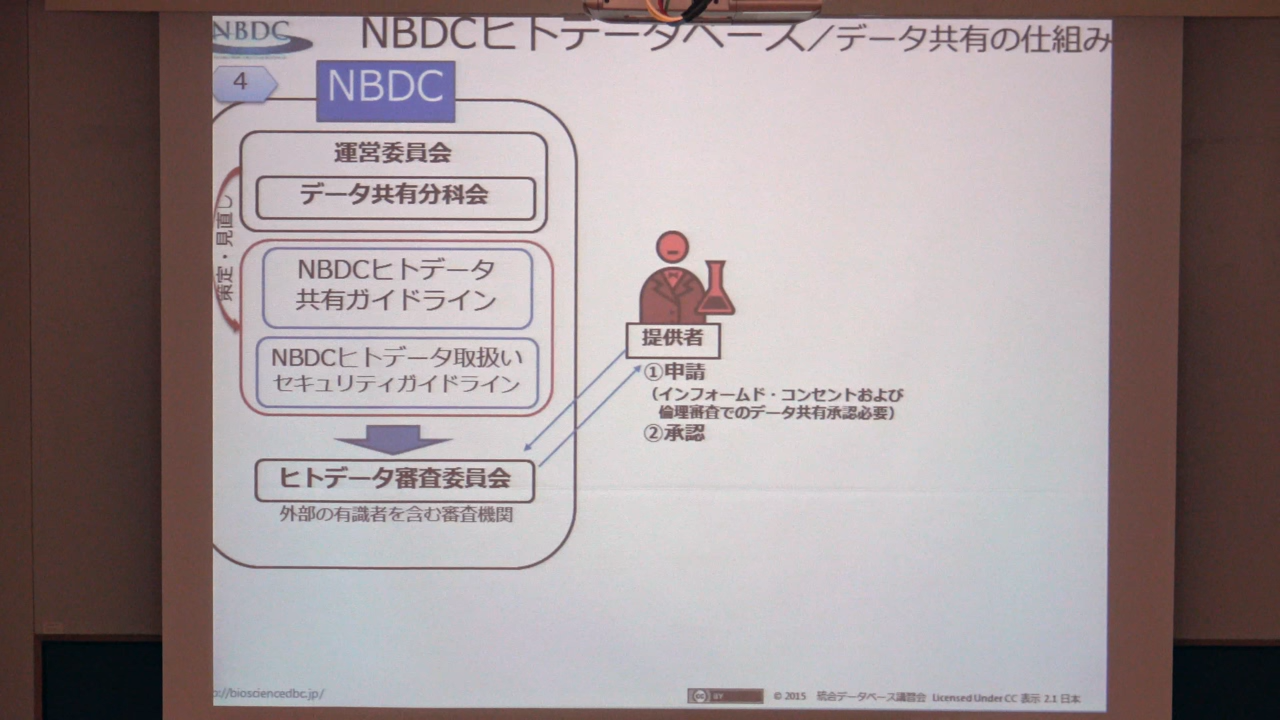 NBDC
NBDCヒトデータベース/データ共有の仕組み
4
NBDC
運営委員会
データ共有分科会
策定・見直し
NBDCヒトデータ
共有ガイドライン
NBDCヒトデータ取扱い
セキュリティガイドライン
ヒトデータ審査委員会
外部の有識者を含む審査機関
提供者
①申請
(インフォームド・コンセントおよび
倫理審査でのデータ共有承認必要)
②承認
://biosciencedbc.jp/
cc BY
© 2015 統合データベース講習会 Licensed Under CC 表示 2.1 日本